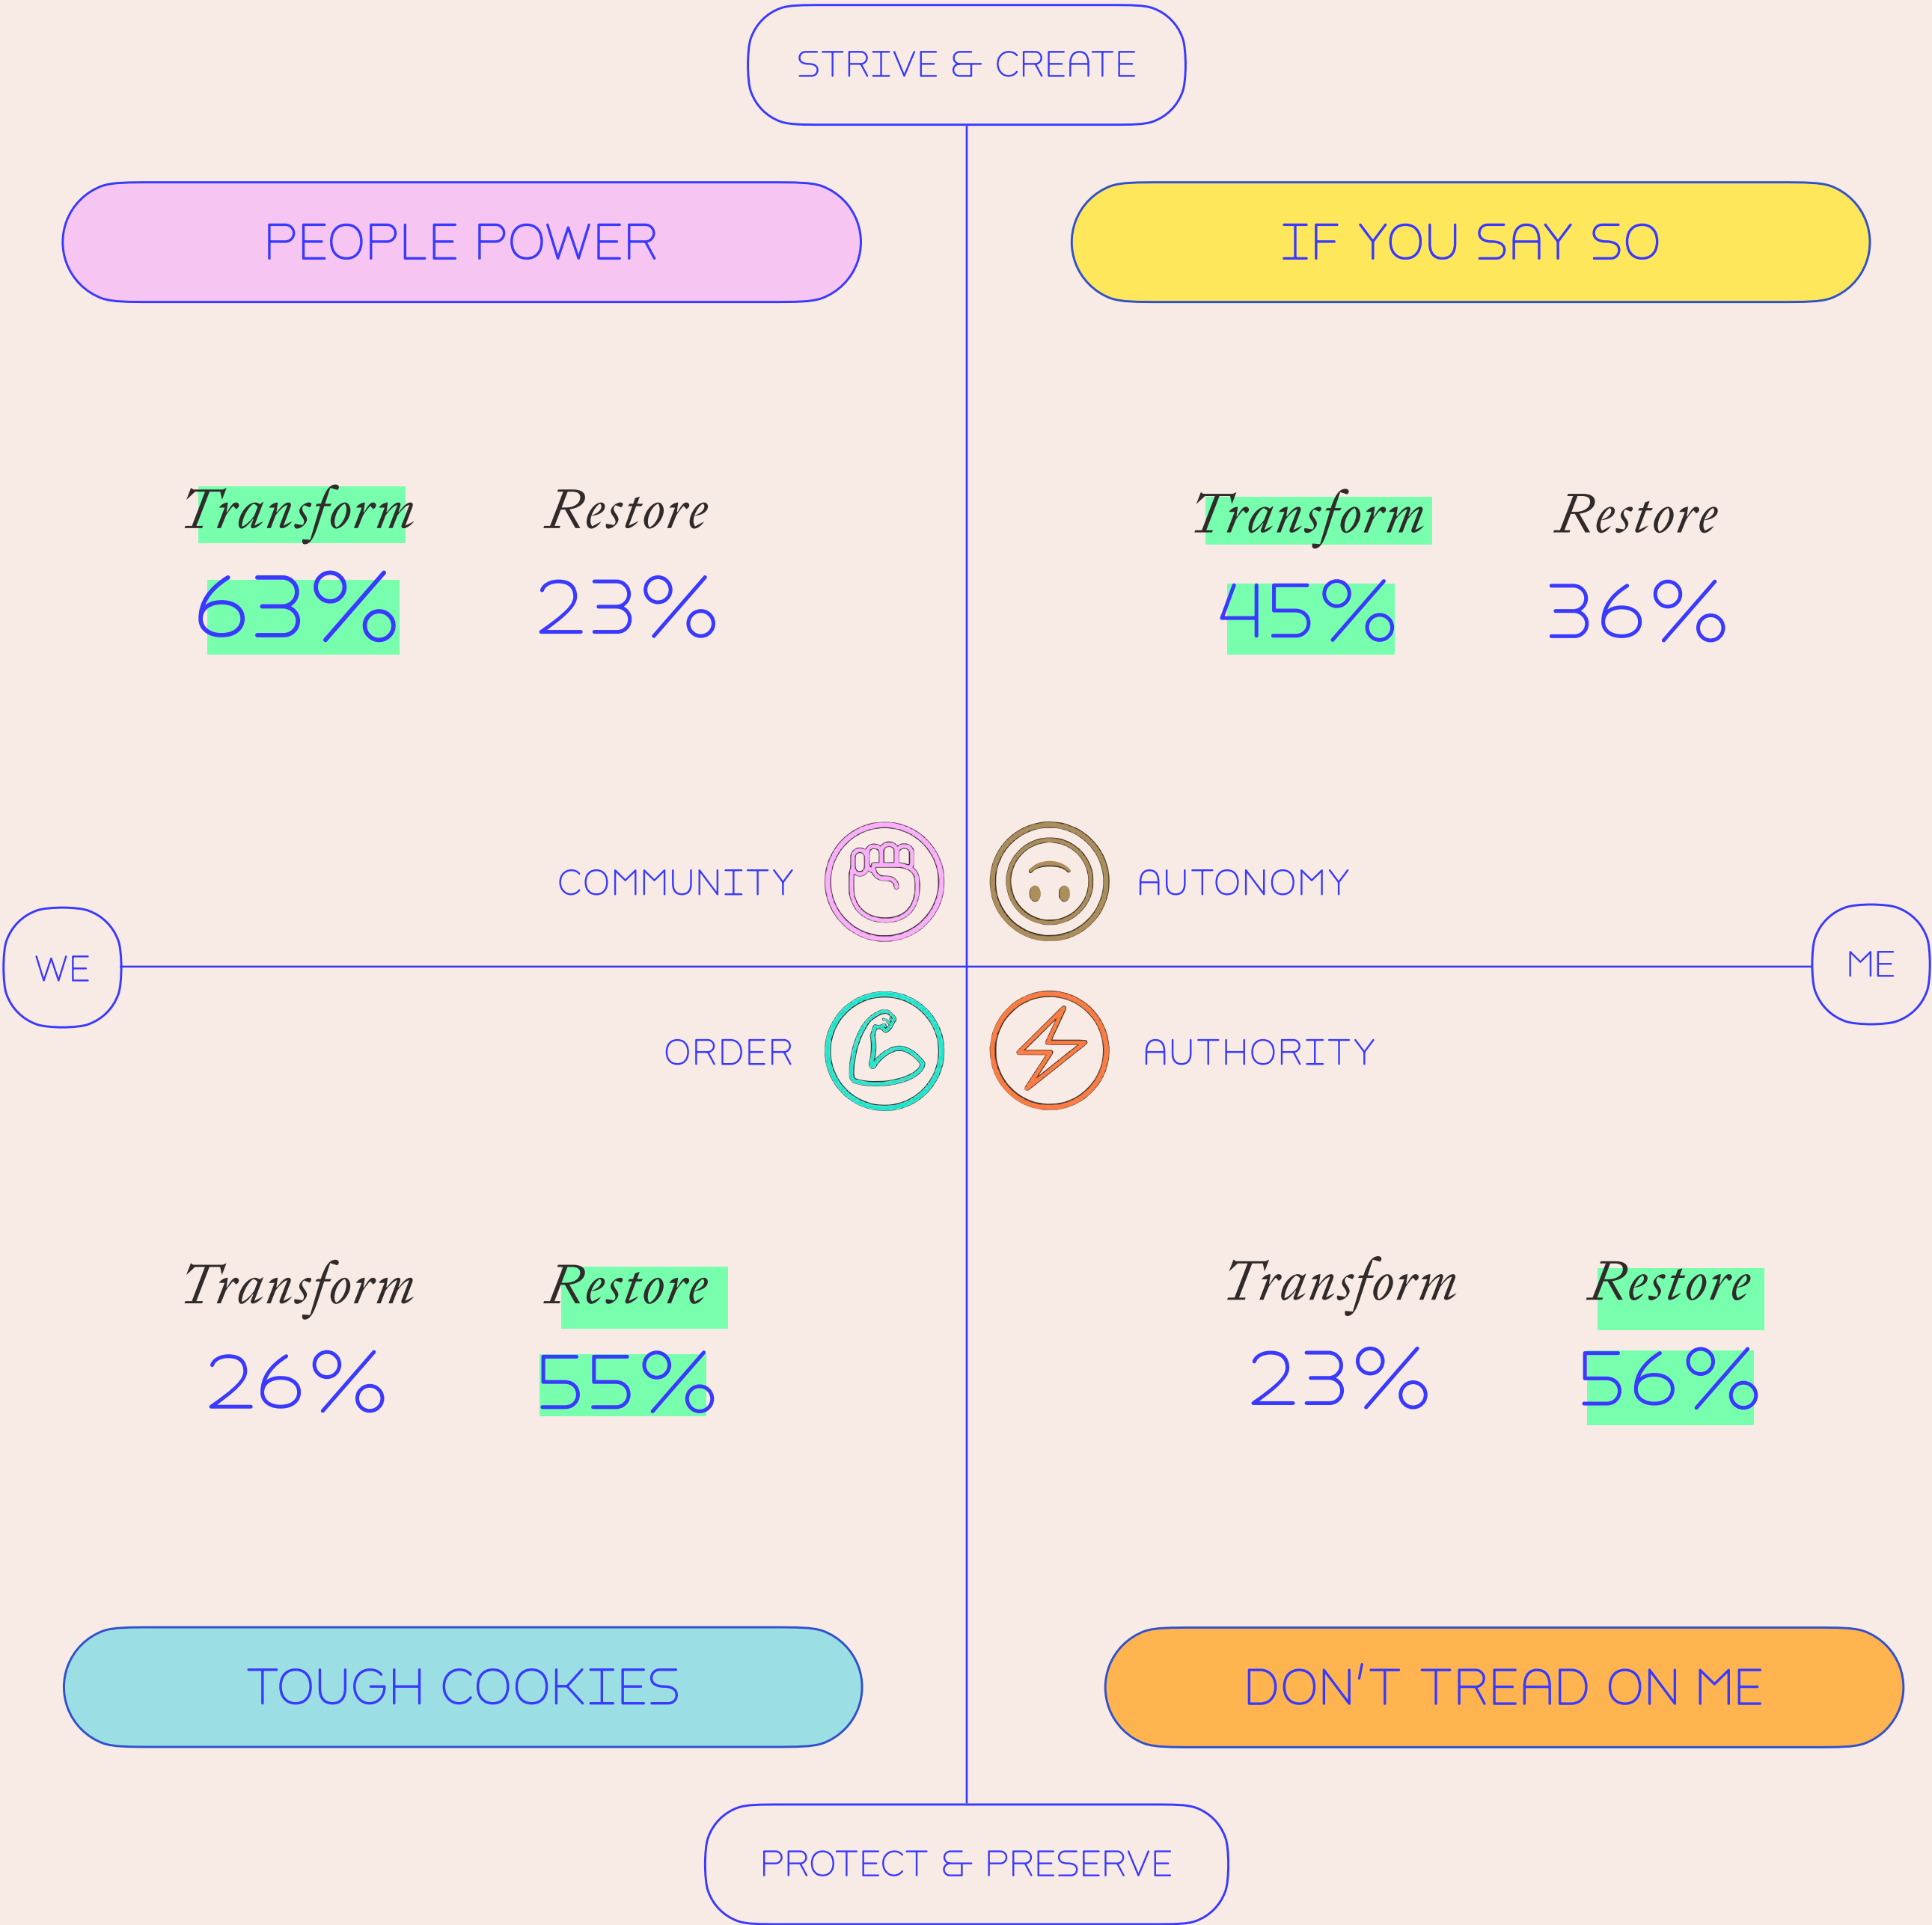 STRIVE & CREATE
PEOPLE POWER
IF YOU SAY SO
Transform Restore
63% 23%
Transform Restore
45% 36%
COMMUNITY
AUTONOMY
WE
ME
ORDER
AUTHORITY
Transform Restore
26% 55%
Transform Restore
23% 56%
TOUGH COOKIES
DON'T TREAD ON ME
PROTECT & PRESERVE